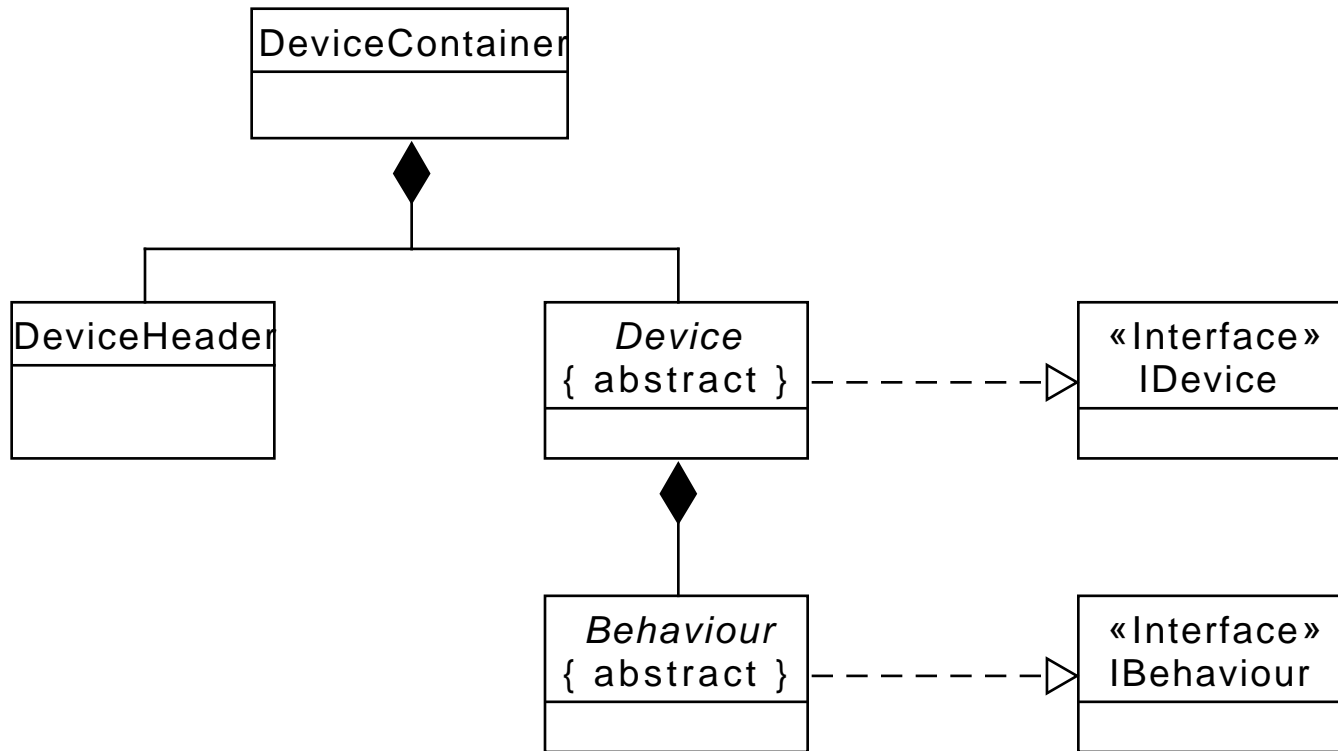 DeviceContainer
DeviceHeader
Device
{ abstract }
«Interface»
IDevice
Behaviour
{ abstract }
«Interface»
IBehaviour